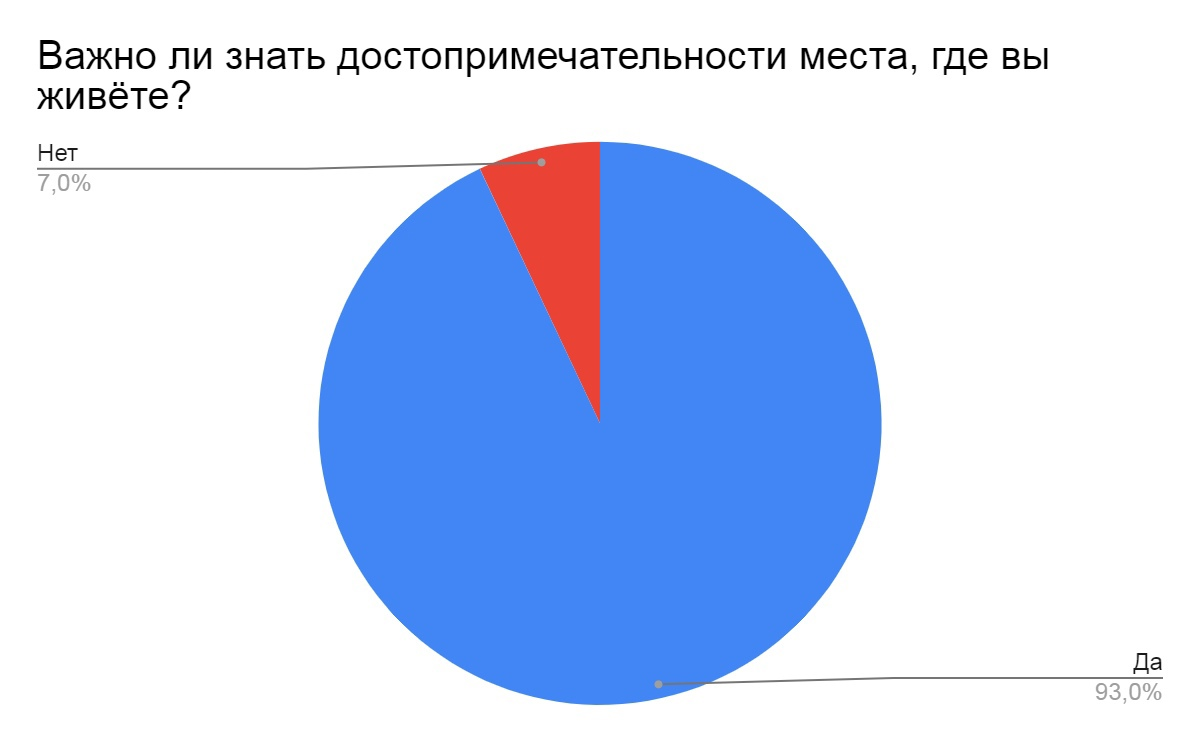 Важно ли знать достопримечательности места, где вы
живёте?
Нет
7,0%
Да
93,0%